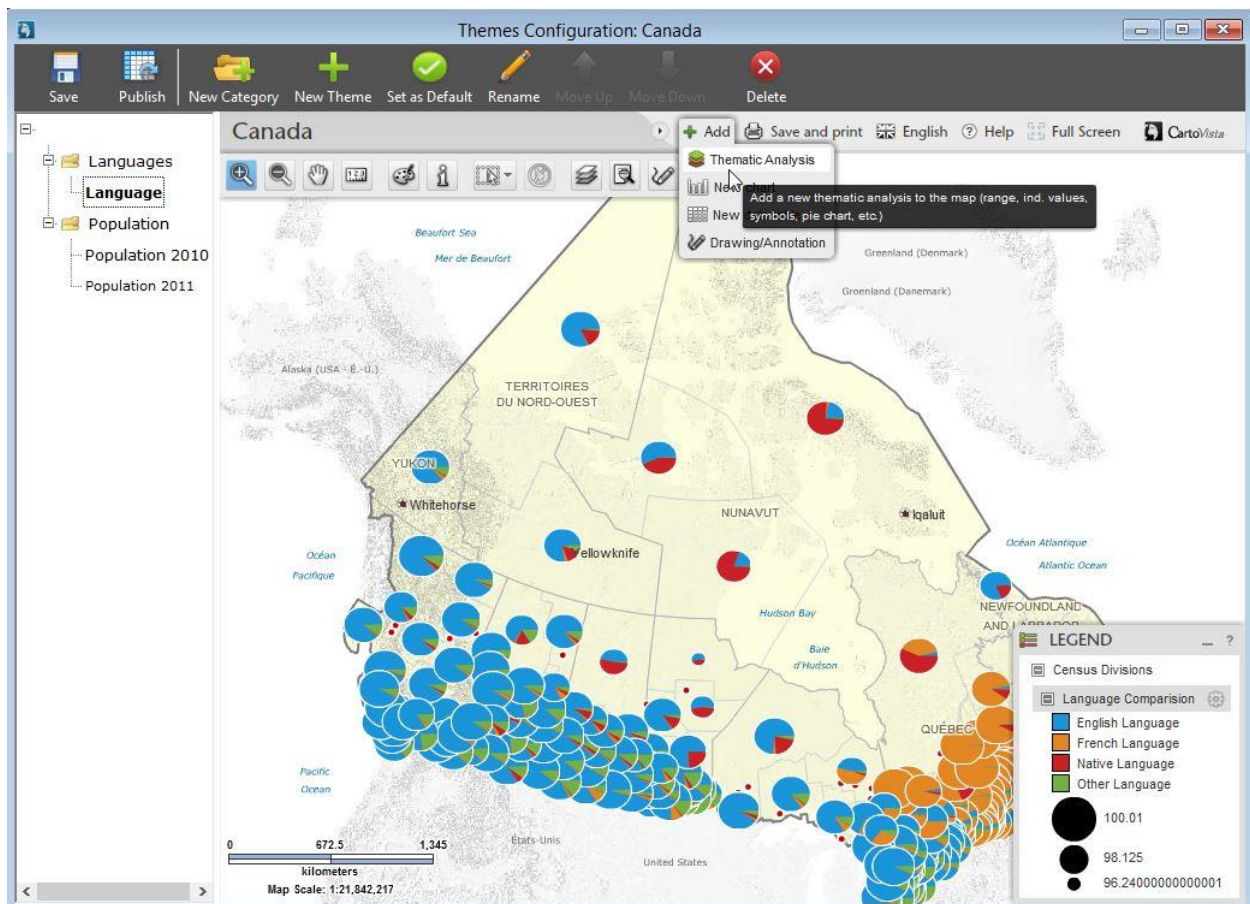 Themes Configuration: Canada
Save
Publish
New Category
New Theme
Set as Default
Rename
Move Up
Move Down
Delete
Languages
Language
Population
Population 2010
Population 2011
Canada
Add
Save and print
English
Help
Full Screen
CartoVista
Thematic Analysis
New chart
New
Drawing/Annotation
Add a new thematic analysis to the map (range, ind. values,
symbols, pie chart, etc.)
Beaufort Sea
Mer de Beaufort
Greenland (Denmark)
Groenland (Danemark)
Alaska (USA - É.-U.)
TERRITOIRES
DU NORD-OUEST
YUKON
Whitehorse
NUNAVUT
Iqaluit
Yellowknife
Océan
Pacifique
Océan Atlantique
Atlantic Ocean
Hudson Bay
Baie
d'Hudson
NEWFOUNDLAND
AND LABRADOR
QUÉBEC
Pacific
Ocean
États-Unis
United States
0 672.5 1,345
kilometers
Map Scale: 1:21,842,217
LEGEND
Census Divisions
Language Comparision
English Language
French Language
Native Language
Other Language
100.01
98.125
96.24000000000001